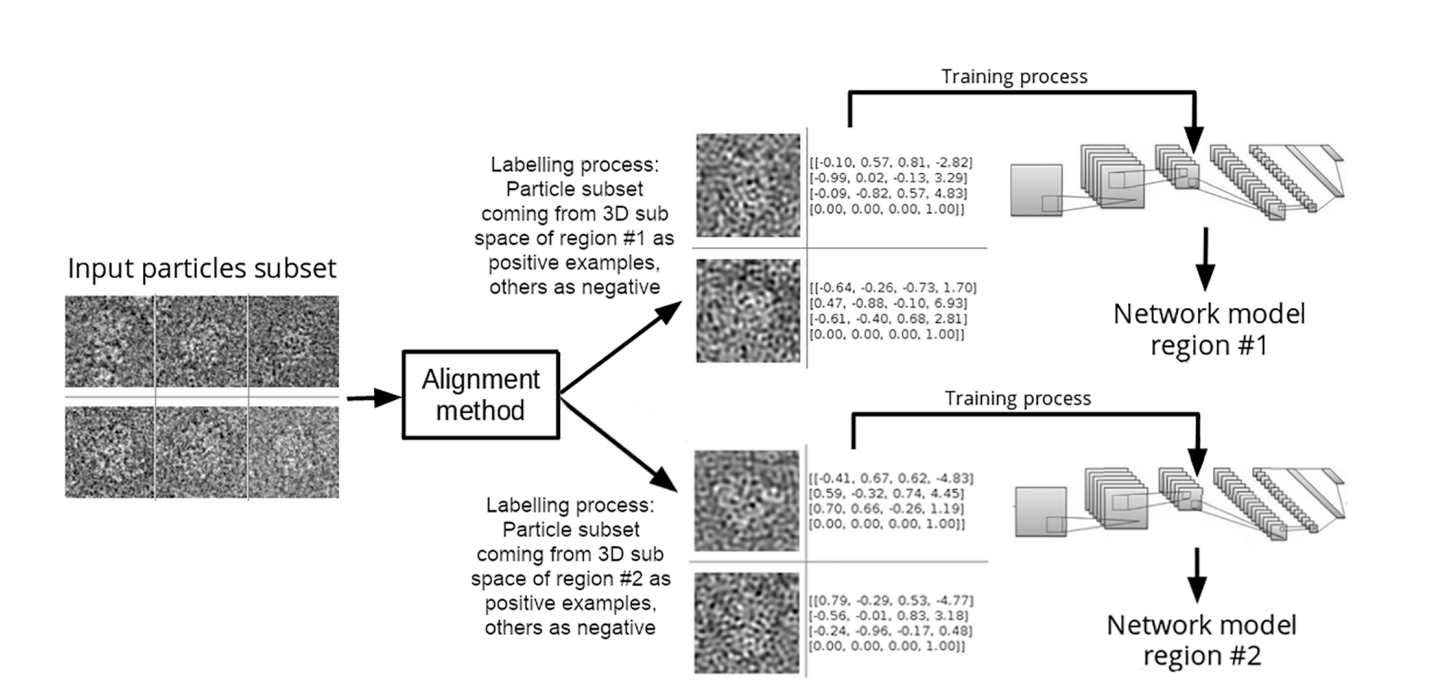 Training process
Labelling process:
Particle subset
coming from 3D sub
space of region #1 as
positive examples,
others as negative
[[-0.10, 0.57, 0.81, -2.82]
[-0.99, 0.02, -0.13, 3.29]
[-0.09, -0.82, 0.57, 4.83]
[0.00, 0.00, 0.00, 1.00]]
Input particles subset
[[-0.64, -0.26, -0.73, 1.70]
[0.47, -0.88, -0.10, 6.93]
[-0.61, -0.40, 0.68, 2.81]
[0.00, 0.00, 0.00, 1.00]]
Network model
region #1
Alignment
method
Training process
Labelling process:
Particle subset
coming from 3D sub
space of region #2 as
positive examples,
others as negative
[[-0.41, 0.67, 0.62, -4.83]
[0.59, -0.32, 0.74, 4.45]
[0.70, 0.66, -0.26, 1.19]
[0.00, 0.00, 0.00, 1.00]]
[[0.79, -0.29, 0.53, -4.77]
[-0.56, -0.01, 0.83, 3.18]
[-0.24, -0.96, -0.17, 0.48]
[0.00, 0.00, 0.00, 1.00]]
Network model
region #2